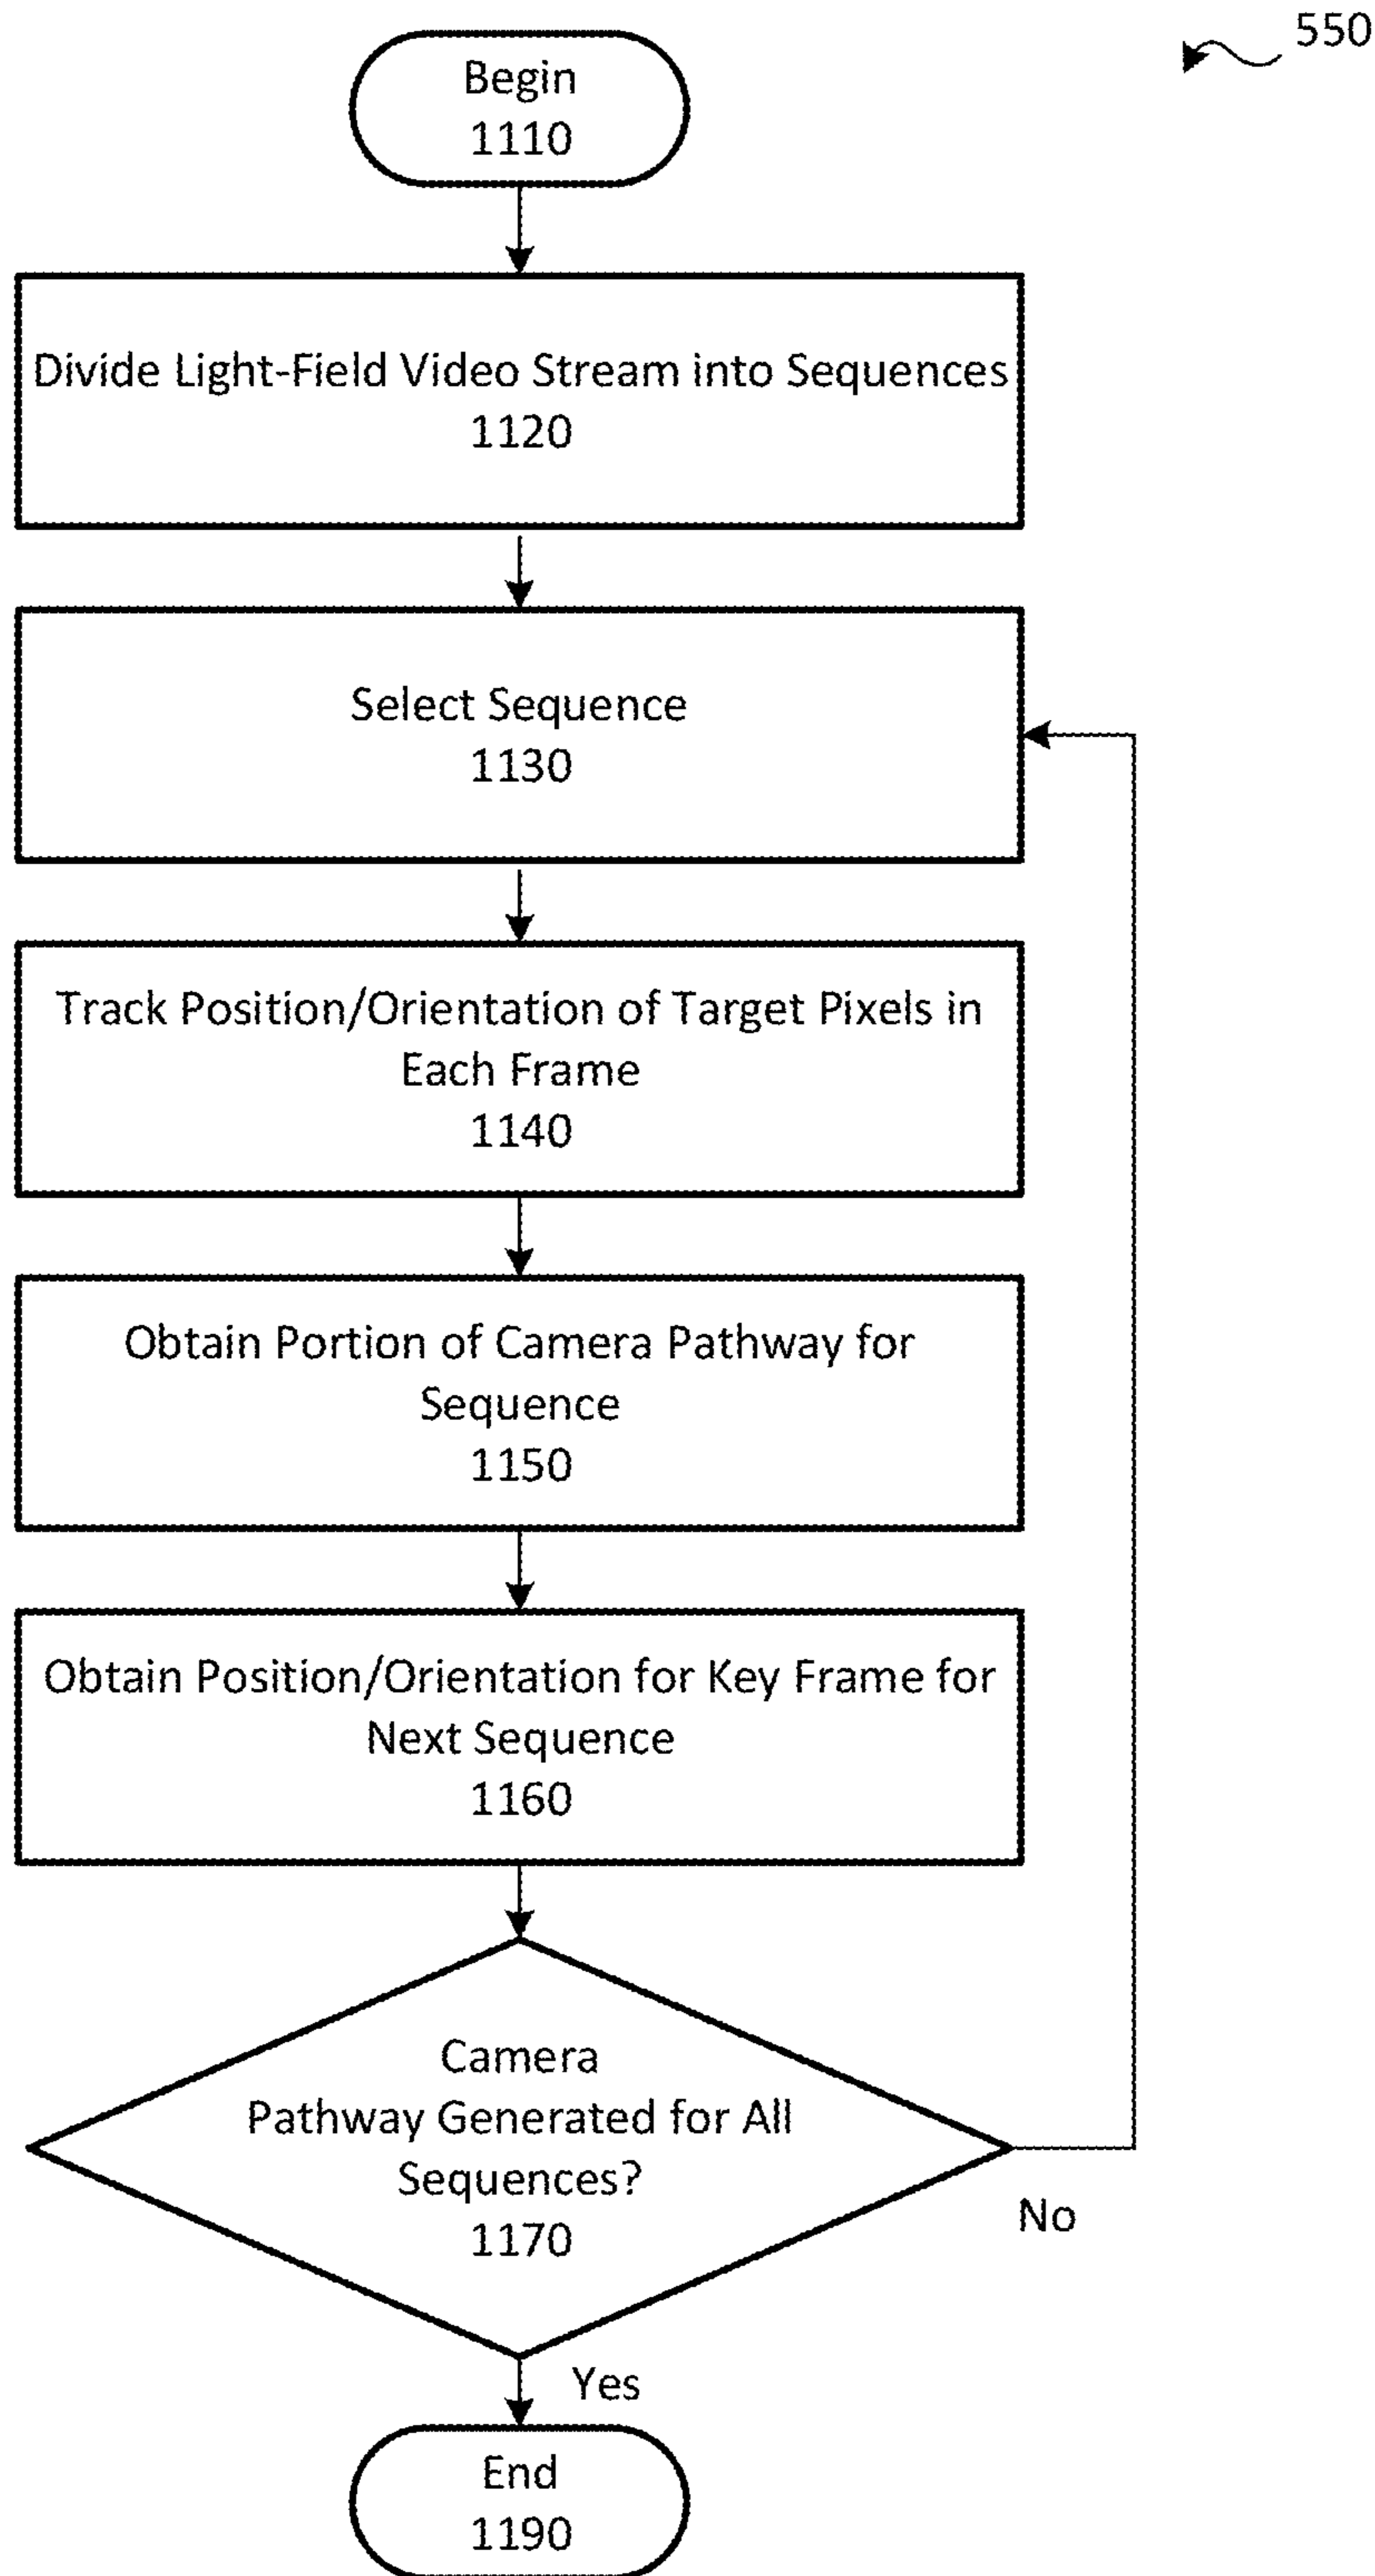 550
Begin
1110
Divide Light-Field Video Stream into Sequences
1120
Select Sequence
1130
Track Position/Orientation of Target Pixels in
Each Frame
1140
Obtain Portion of Camera Pathway for
Sequence
1150
Obtain Position/Orientation for Key Frame for
Next Sequence
1160
Camera
Pathway Generated for All
Sequences?
1170
No
Yes
End
1190